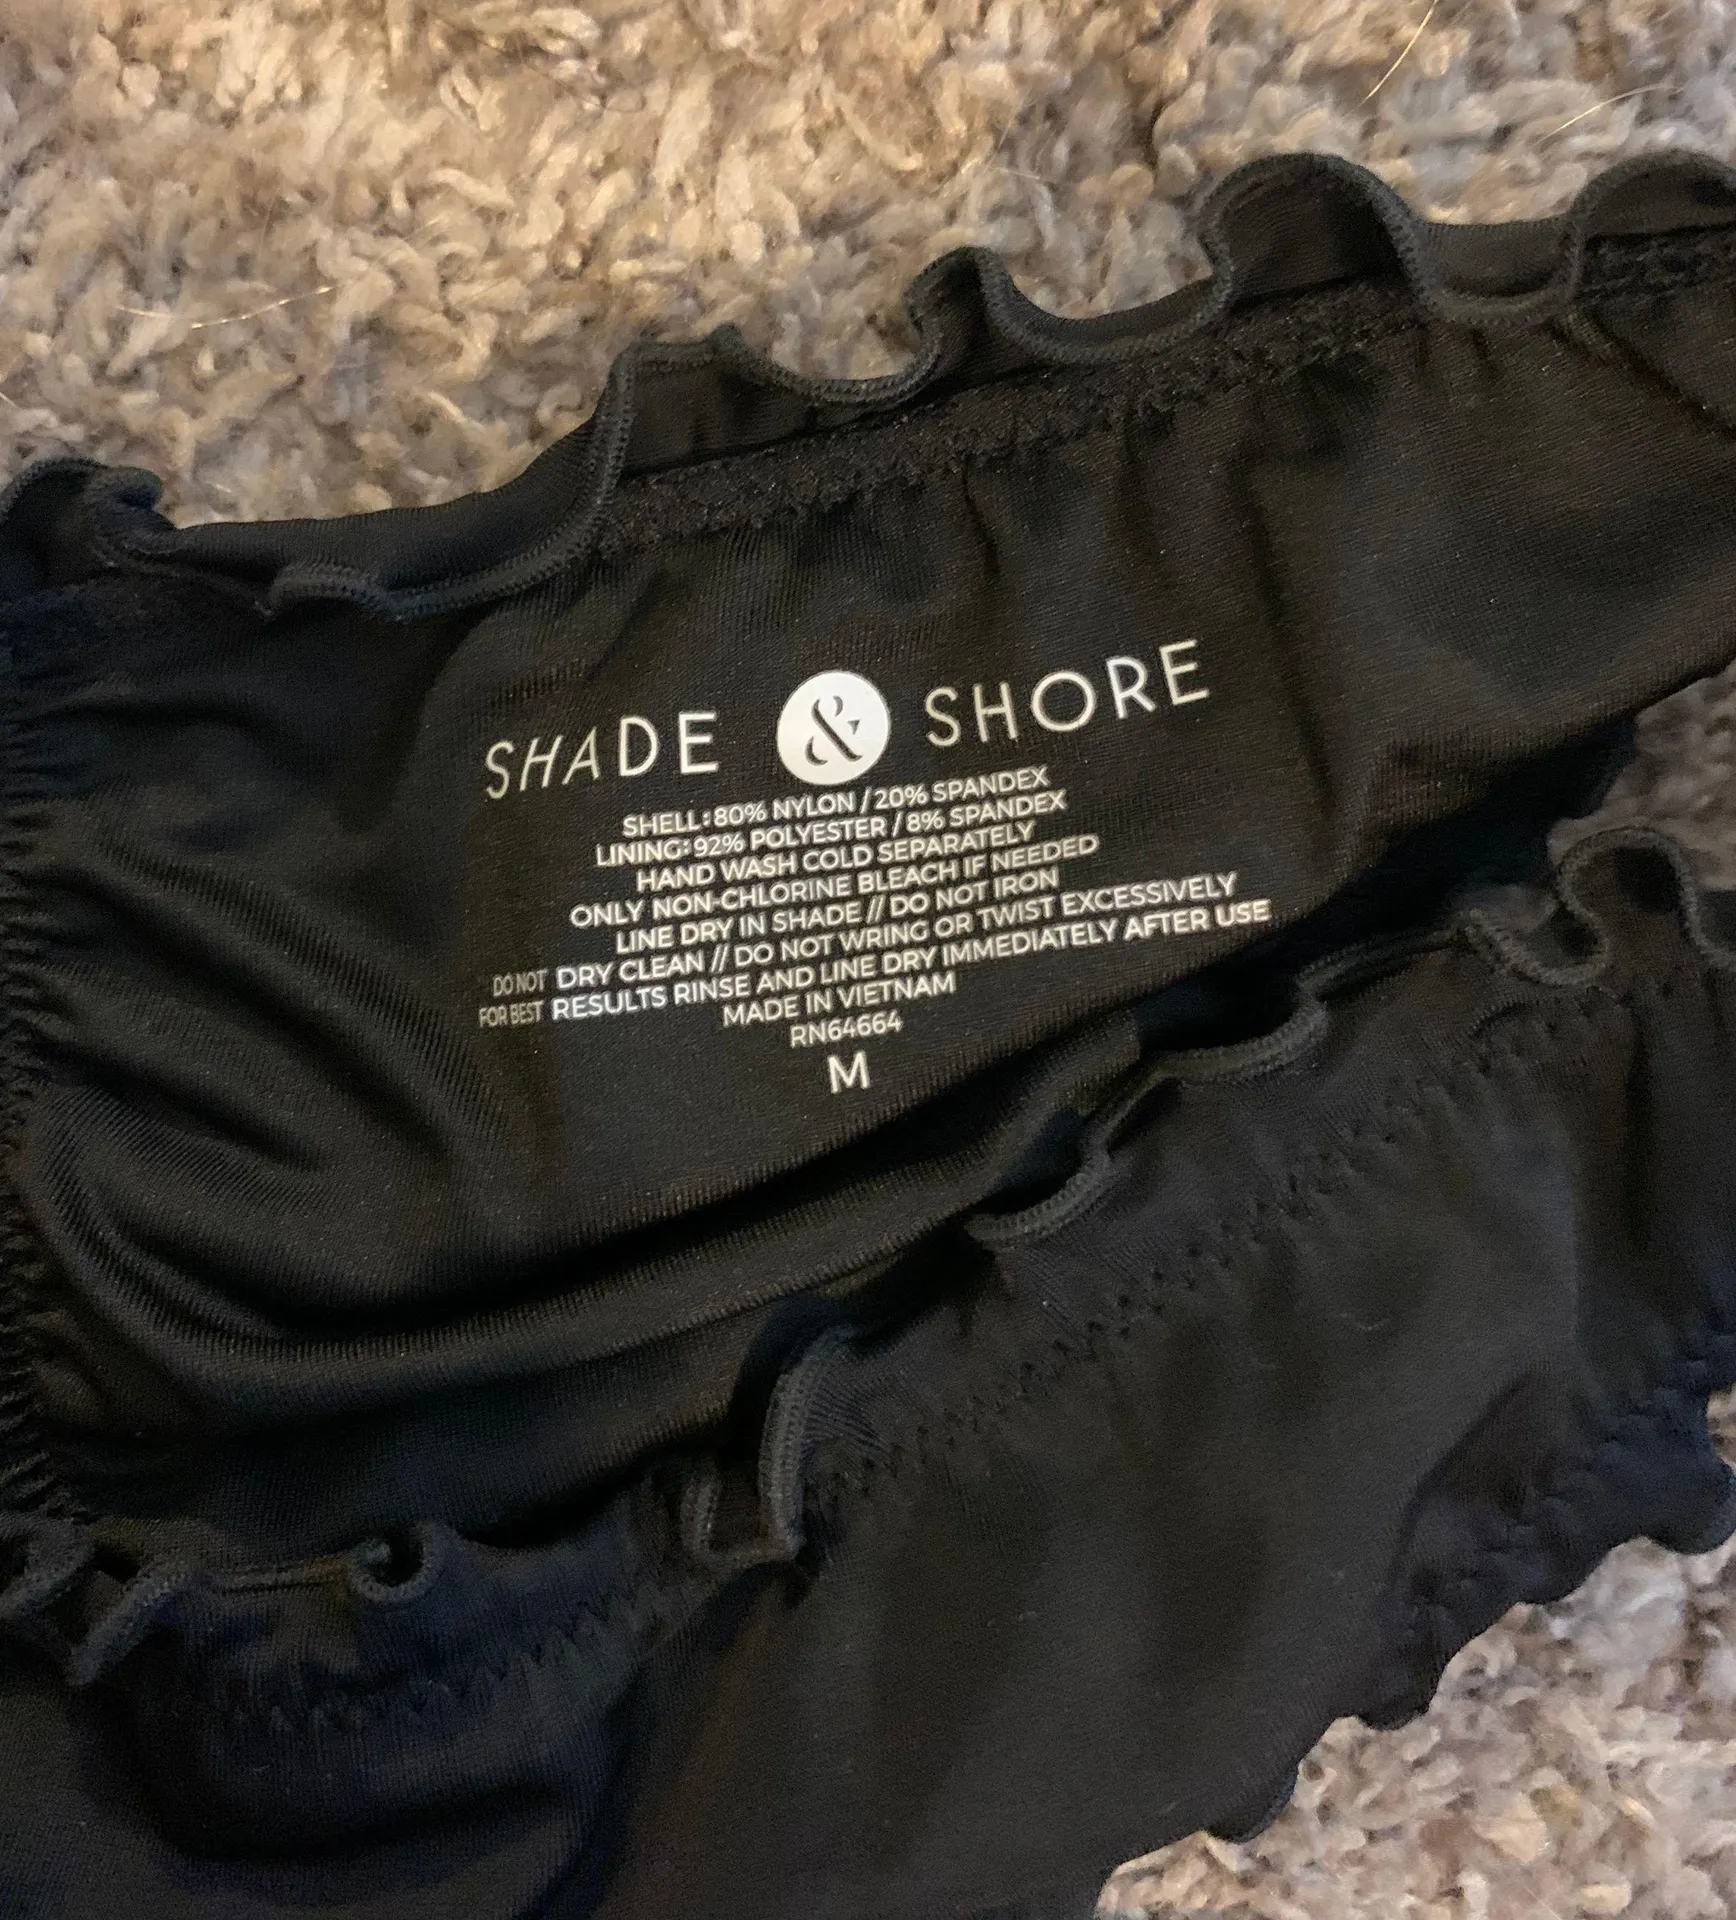 SHADE & SHORE
SHELL: 80% NYLON / 20% SPANDEX
LINING: 92% POLYESTER / 8% SPANDEX
HAND WASH COLD SEPARATELY
ONLY NON-CHLORINE BLEACH IF NEEDED
LINE DRY IN SHADE // DO NOT IRON
DO NOT DRY CLEAN // DO NOT WRING OR TWIST EXCESSIVELY
FOR BEST RESULTS RINSE AND LINE DRY IMMEDIATELY AFTER USE
MADE IN VIETNAM
RN64664
M